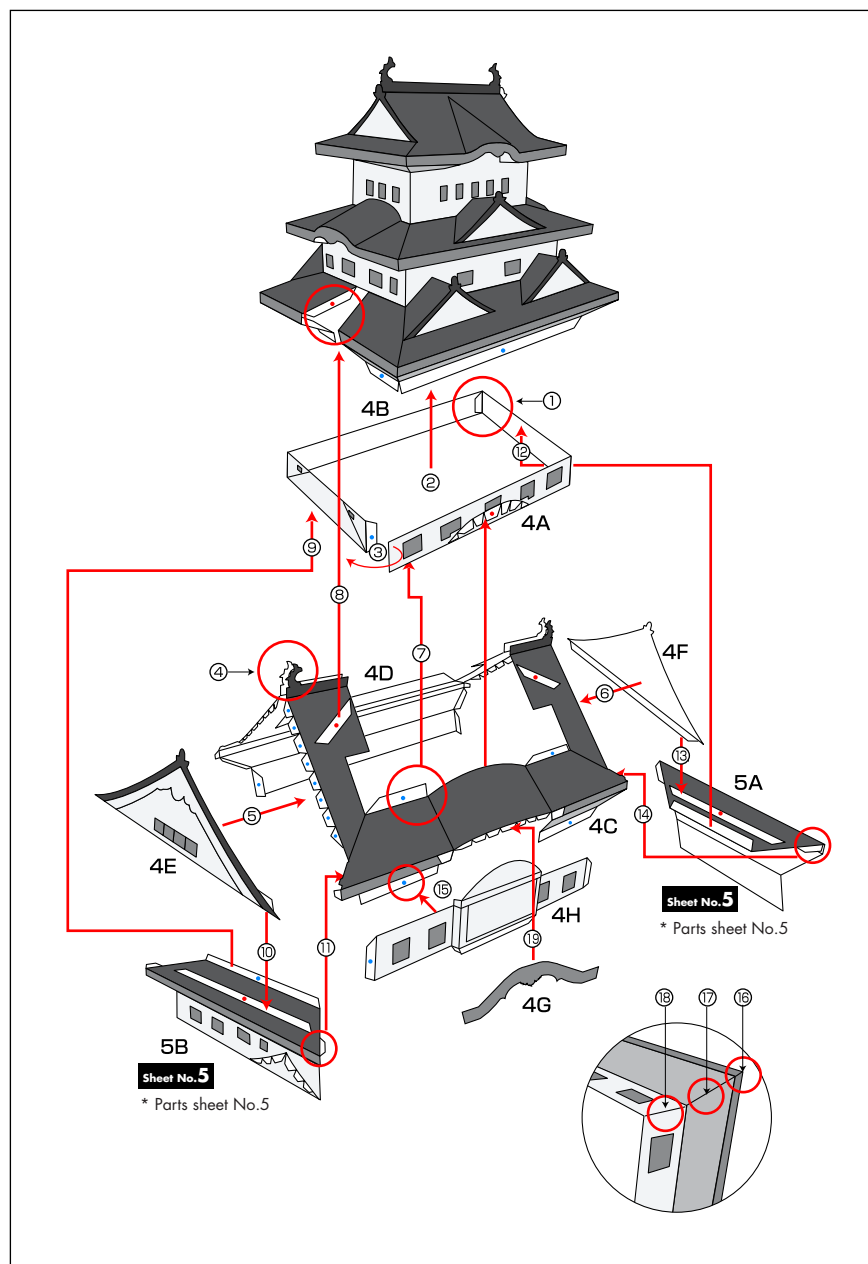 4B
①
⑫
②
4A
③
⑨
⑧
④
4D
⑦
4F
⑥
⑬
5A
⑤
4E
4C
⑭
Sheet No.5
* Parts sheet No.5
⑮
4H
⑩
⑪
⑲
4G
5B
Sheet No.5
* Parts sheet No.5
⑱
⑰
⑯